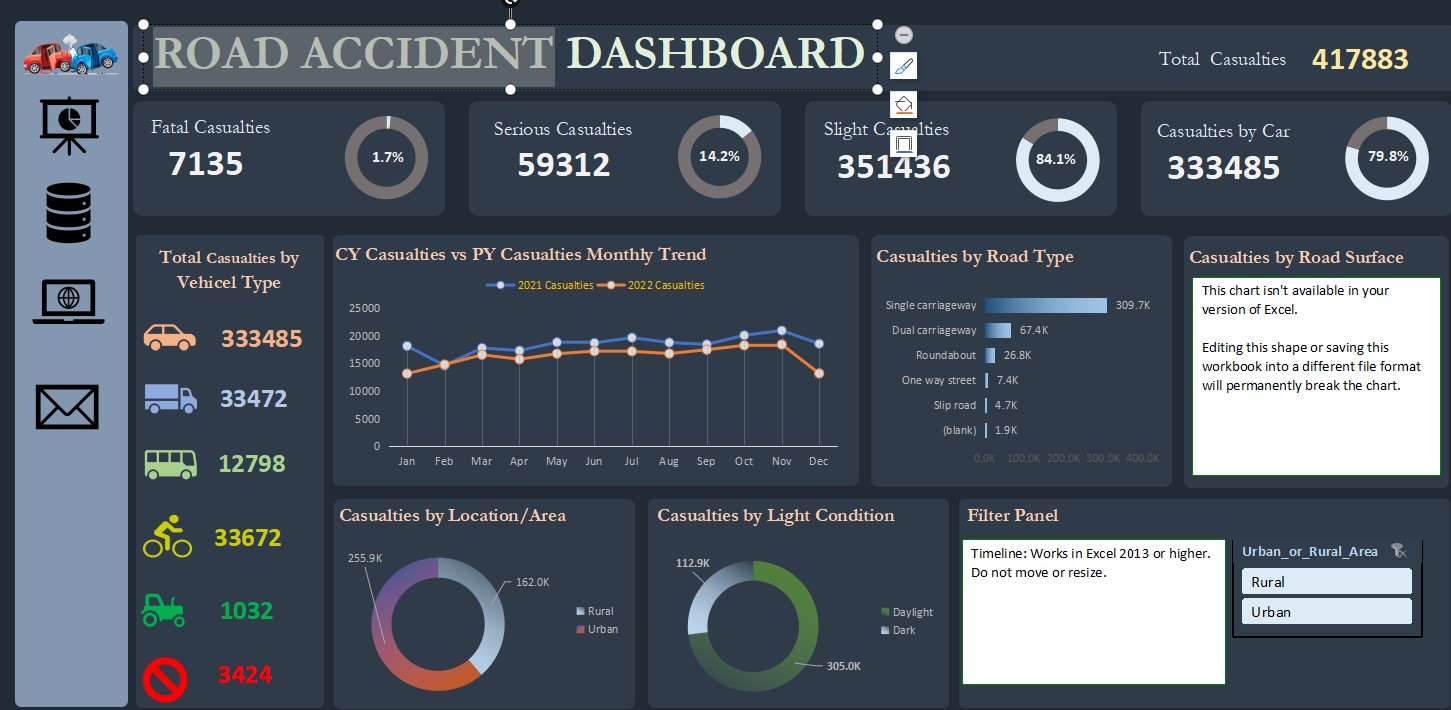 ROAD ACCIDENT DASHBOARD
Total Casualties 417883
Fatal Casualties
7135
1.7%
Serious Casualties
59312
14.2%
Slight Casualties
351436
84.1%
Casualties by Car
333485
79.8%
Total Casualties by
Vehicel Type
333485
33472
12798
33672
1032
3424
CY Casualties vs PY Casualties Monthly Trend
2021 Casualties 2022 Casualties
25000
20000
15000
10000
5000
0
Jan Feb Mar Apr May Jun Jul Aug Sep Oct Nov Dec
Casualties by Road Type
Single carriageway 309.7K
Dual carriageway 67.4K
Roundabout 26.8K
One way street 7.4K
Slip road 4.7K
(blank) 1.9K
0.0K 100.0K 200.0K 300.0K 400.0K
Casualties by Road Surface
This chart isn't available in your
version of Excel.
Editing this shape or saving this
workbook into a different file format
will permanently break the chart.
Casualties by Location/Area
255.9K
162.0K
Rural
Urban
Casualties by Light Condition
112.9K
305.0K
Daylight
Dark
Filter Panel
Timeline: Works in Excel 2013 or higher.
Do not move or resize.
Urban_or_Rural_Area
Rural
Urban